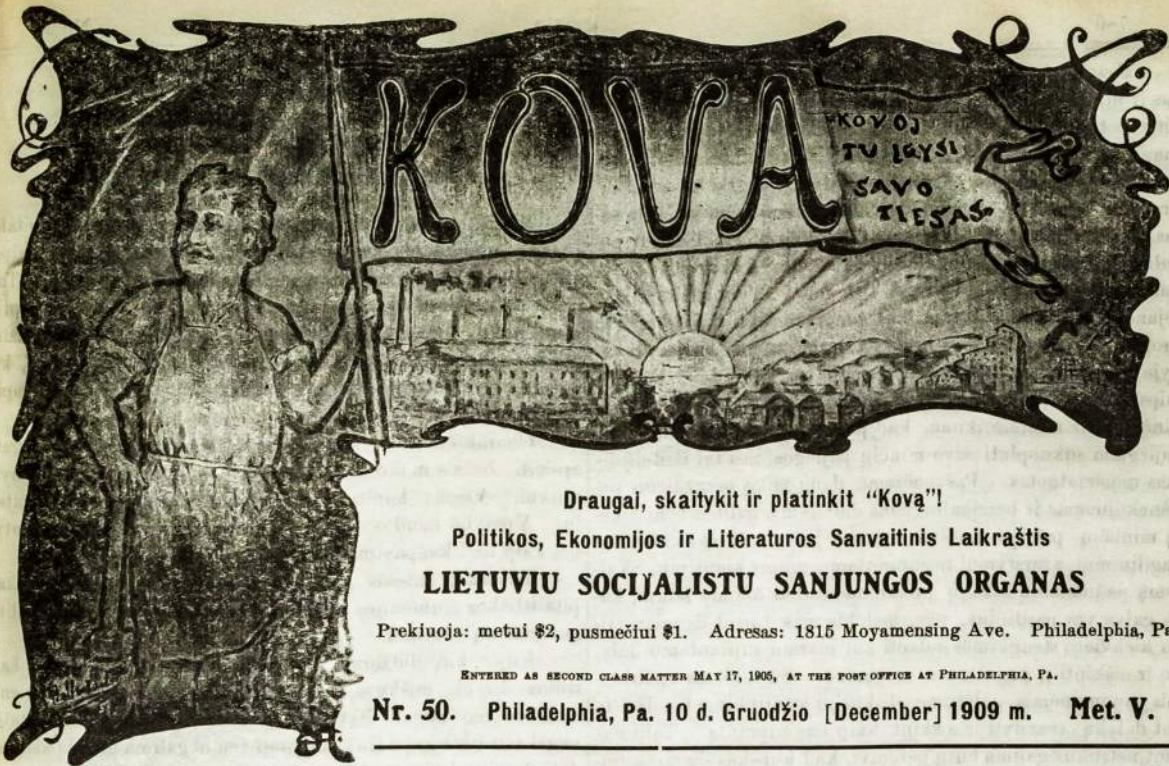 KOVA
KOVOJ
TU ĮGYSI
SAVO
TIESAS
Draugai, skaitykit ir platinkit “Kovą”!
Politikos, Ekonomijos ir Literaturos Sanvaitinis Laikraštis
LIETUVIU SOCIJALISTU SANJUNGOS ORGANAS
Prekiuoja: metui $2, pusmečiui $1. Adresas: 1815 Moyamensing Ave. Philadelphia, Pa
ENTERED AS SECOND CLASS MATTER MAY 17, 1905, AT THE POST OFFICE AT PHILADELPHIA, PA.
Nr. 50. Philadelphia, Pa. 10 d. Gruodžio [December] 1909 m. Met. V.